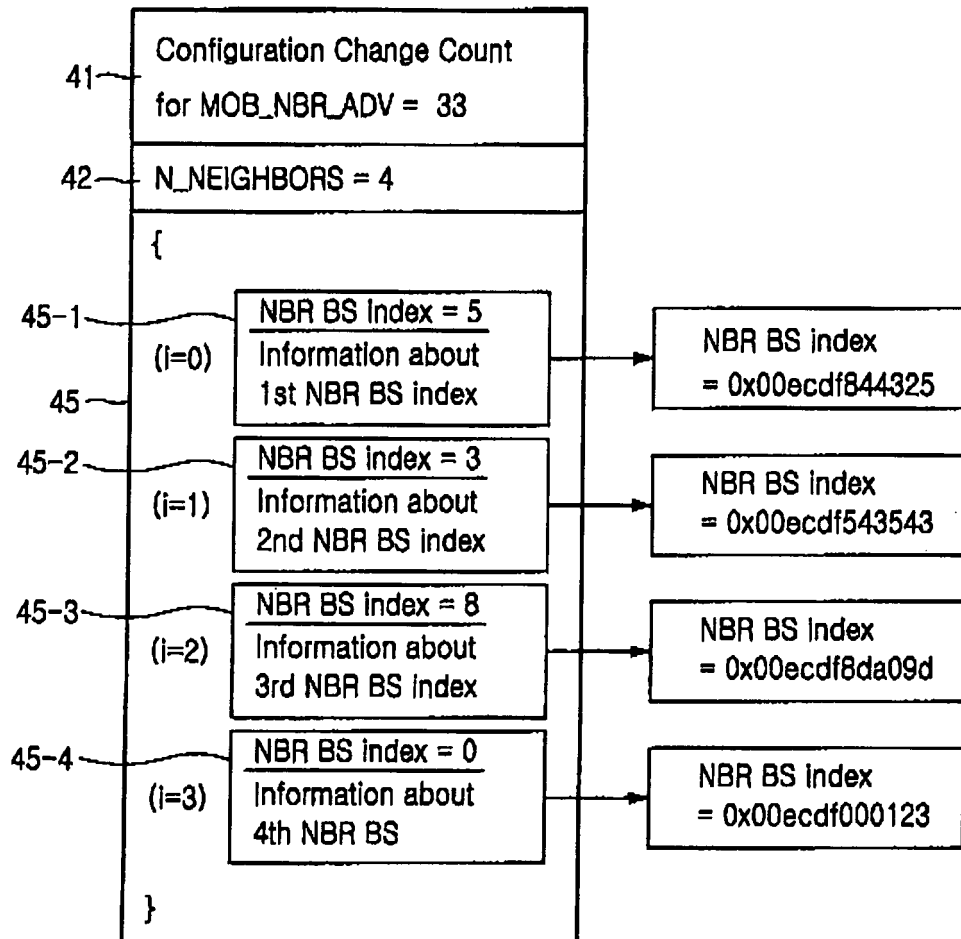 41
Configuration Change Count
for MOB_NBR_ADV = 33
42
N_NEIGHBORS = 4
{
45
45-1
(i=0)
NBR BS index = 5
Information about
1st NBR BS index
NBR BS index
= 0x00ecdf844325
45-2
(i=1)
NBR BS index = 3
Information about
2nd NBR BS index
NBR BS index
= 0x00ecdf543543
45-3
(i=2)
NBR BS index = 8
Information about
3rd NBR BS index
NBR BS index
= 0x00ecdf8da09d
45-4
(i=3)
NBR BS index = 0
Information about
4th NBR BS
NBR BS index
= 0x00ecdf000123
}